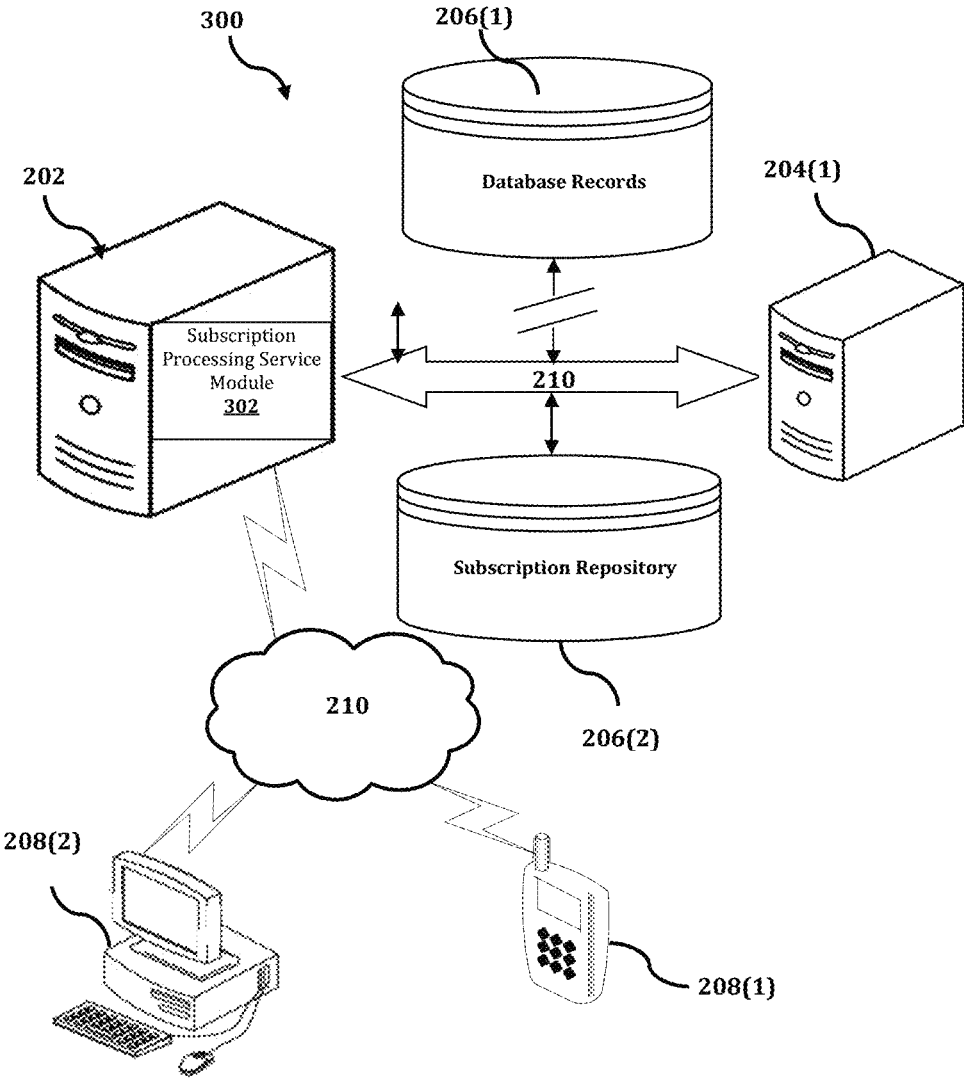 300
206(1)
Database Records
202
204(1)
Subscription
Processing Service
Module
302
210
Subscription Repository
210
206(2)
208(2)
208(1)